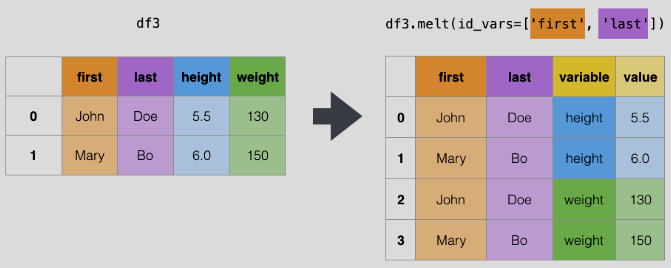 df3
first last height weight
0 John Doe 5.5 130
1 Mary Bo 6.0 150
df3.melt(id_vars=['first', 'last'])
first last variable value
0 John Doe height 5.5
1 Mary Bo height 6.0
2 John Doe weight 130
3 Mary Bo weight 150